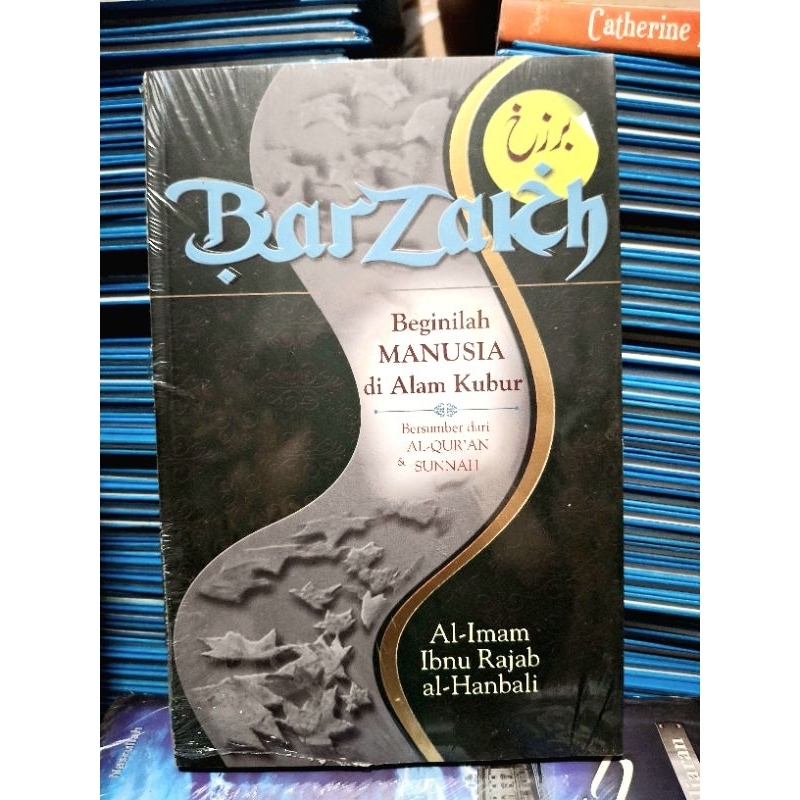 Catherine
برزخ
Barzakh
Beginilah
MANUSIA
di Alam Kubur
Bersumber dari
AL-QUR'AN
& SUNNAH
Al-Imam
Ibnu Rajab
al-Hanbali